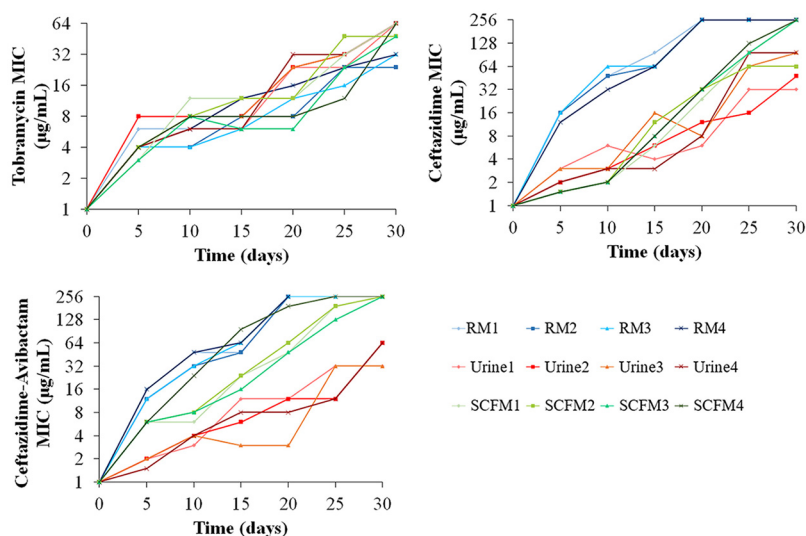 Tobramycin MIC
(µg/mL)
64
32
16
8
4
2
1
0 5 10 15 20 25 30
Time (days)
Ceftazidime MIC
(µg/mL)
256
128
64
32
16
8
4
2
1
0 5 10 15 20 25 30
Time (days)
Ceftazidime-Avibactam
MIC (µg/mL)
256
128
64
32
16
8
4
2
1
0 5 10 15 20 25 30
Time (days)
RM1 RM2 RM3 RM4
Urine1 Urine2 Urine3 Urine4
SCFM1 SCFM2 SCFM3 SCFM4